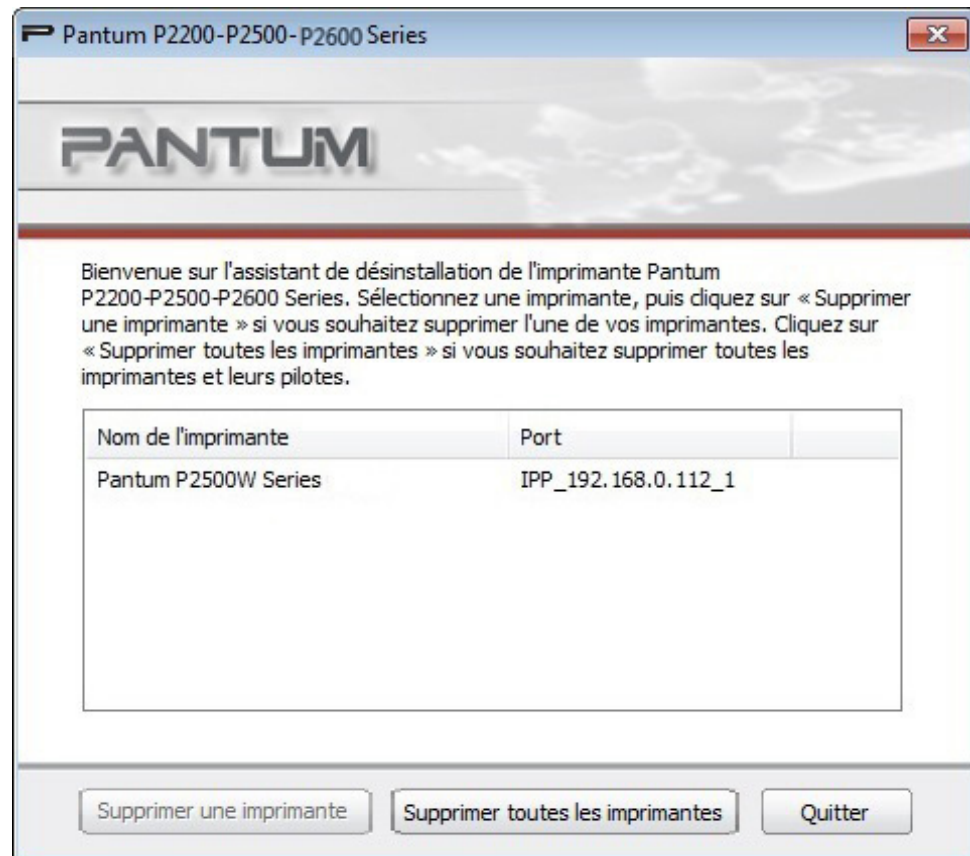 Pantum P2200-P2500-P2600 Series
PANTUM
Bienvenue sur l'assistant de désinstallation de l'imprimante Pantum
P2200-P2500-P2600 Series. Sélectionnez une imprimante, puis cliquez sur « Supprimer
une imprimante » si vous souhaitez supprimer l'une de vos imprimantes. Cliquez sur
« Supprimer toutes les imprimantes » si vous souhaitez supprimer toutes les
imprimantes et leurs pilotes.
Nom de l'imprimante Port
Pantum P2500W Series IPP_192.168.0.112_1
Supprimer une imprimante Supprimer toutes les imprimantes Quitter